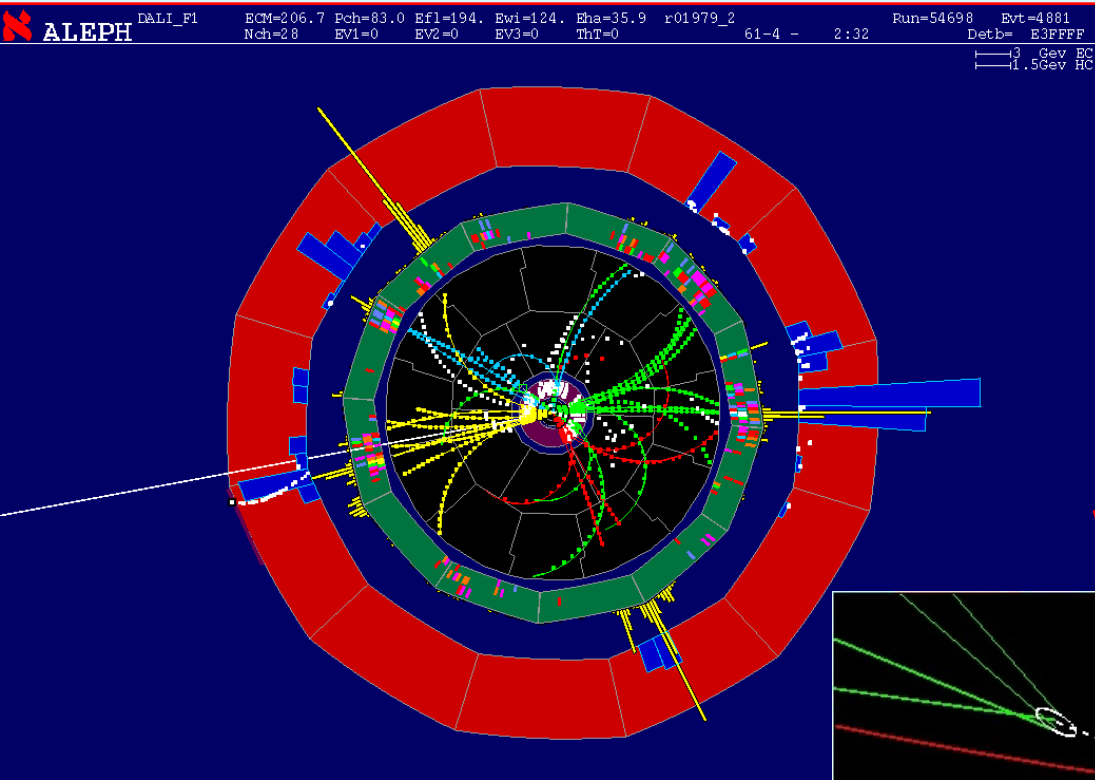 ALEPH
DALI_F1
ECM=206.7 Pch=83.0 Efl=194. Ewi=124. Eha=35.9 r01979_2
Run=54698 Evt=4881
Nch=28 EV1=0 EV2=0 EV3=0 ThT=0
61-4 - 2:32
Detb= E3FFFF
3 Gev EC
1.5Gev HC